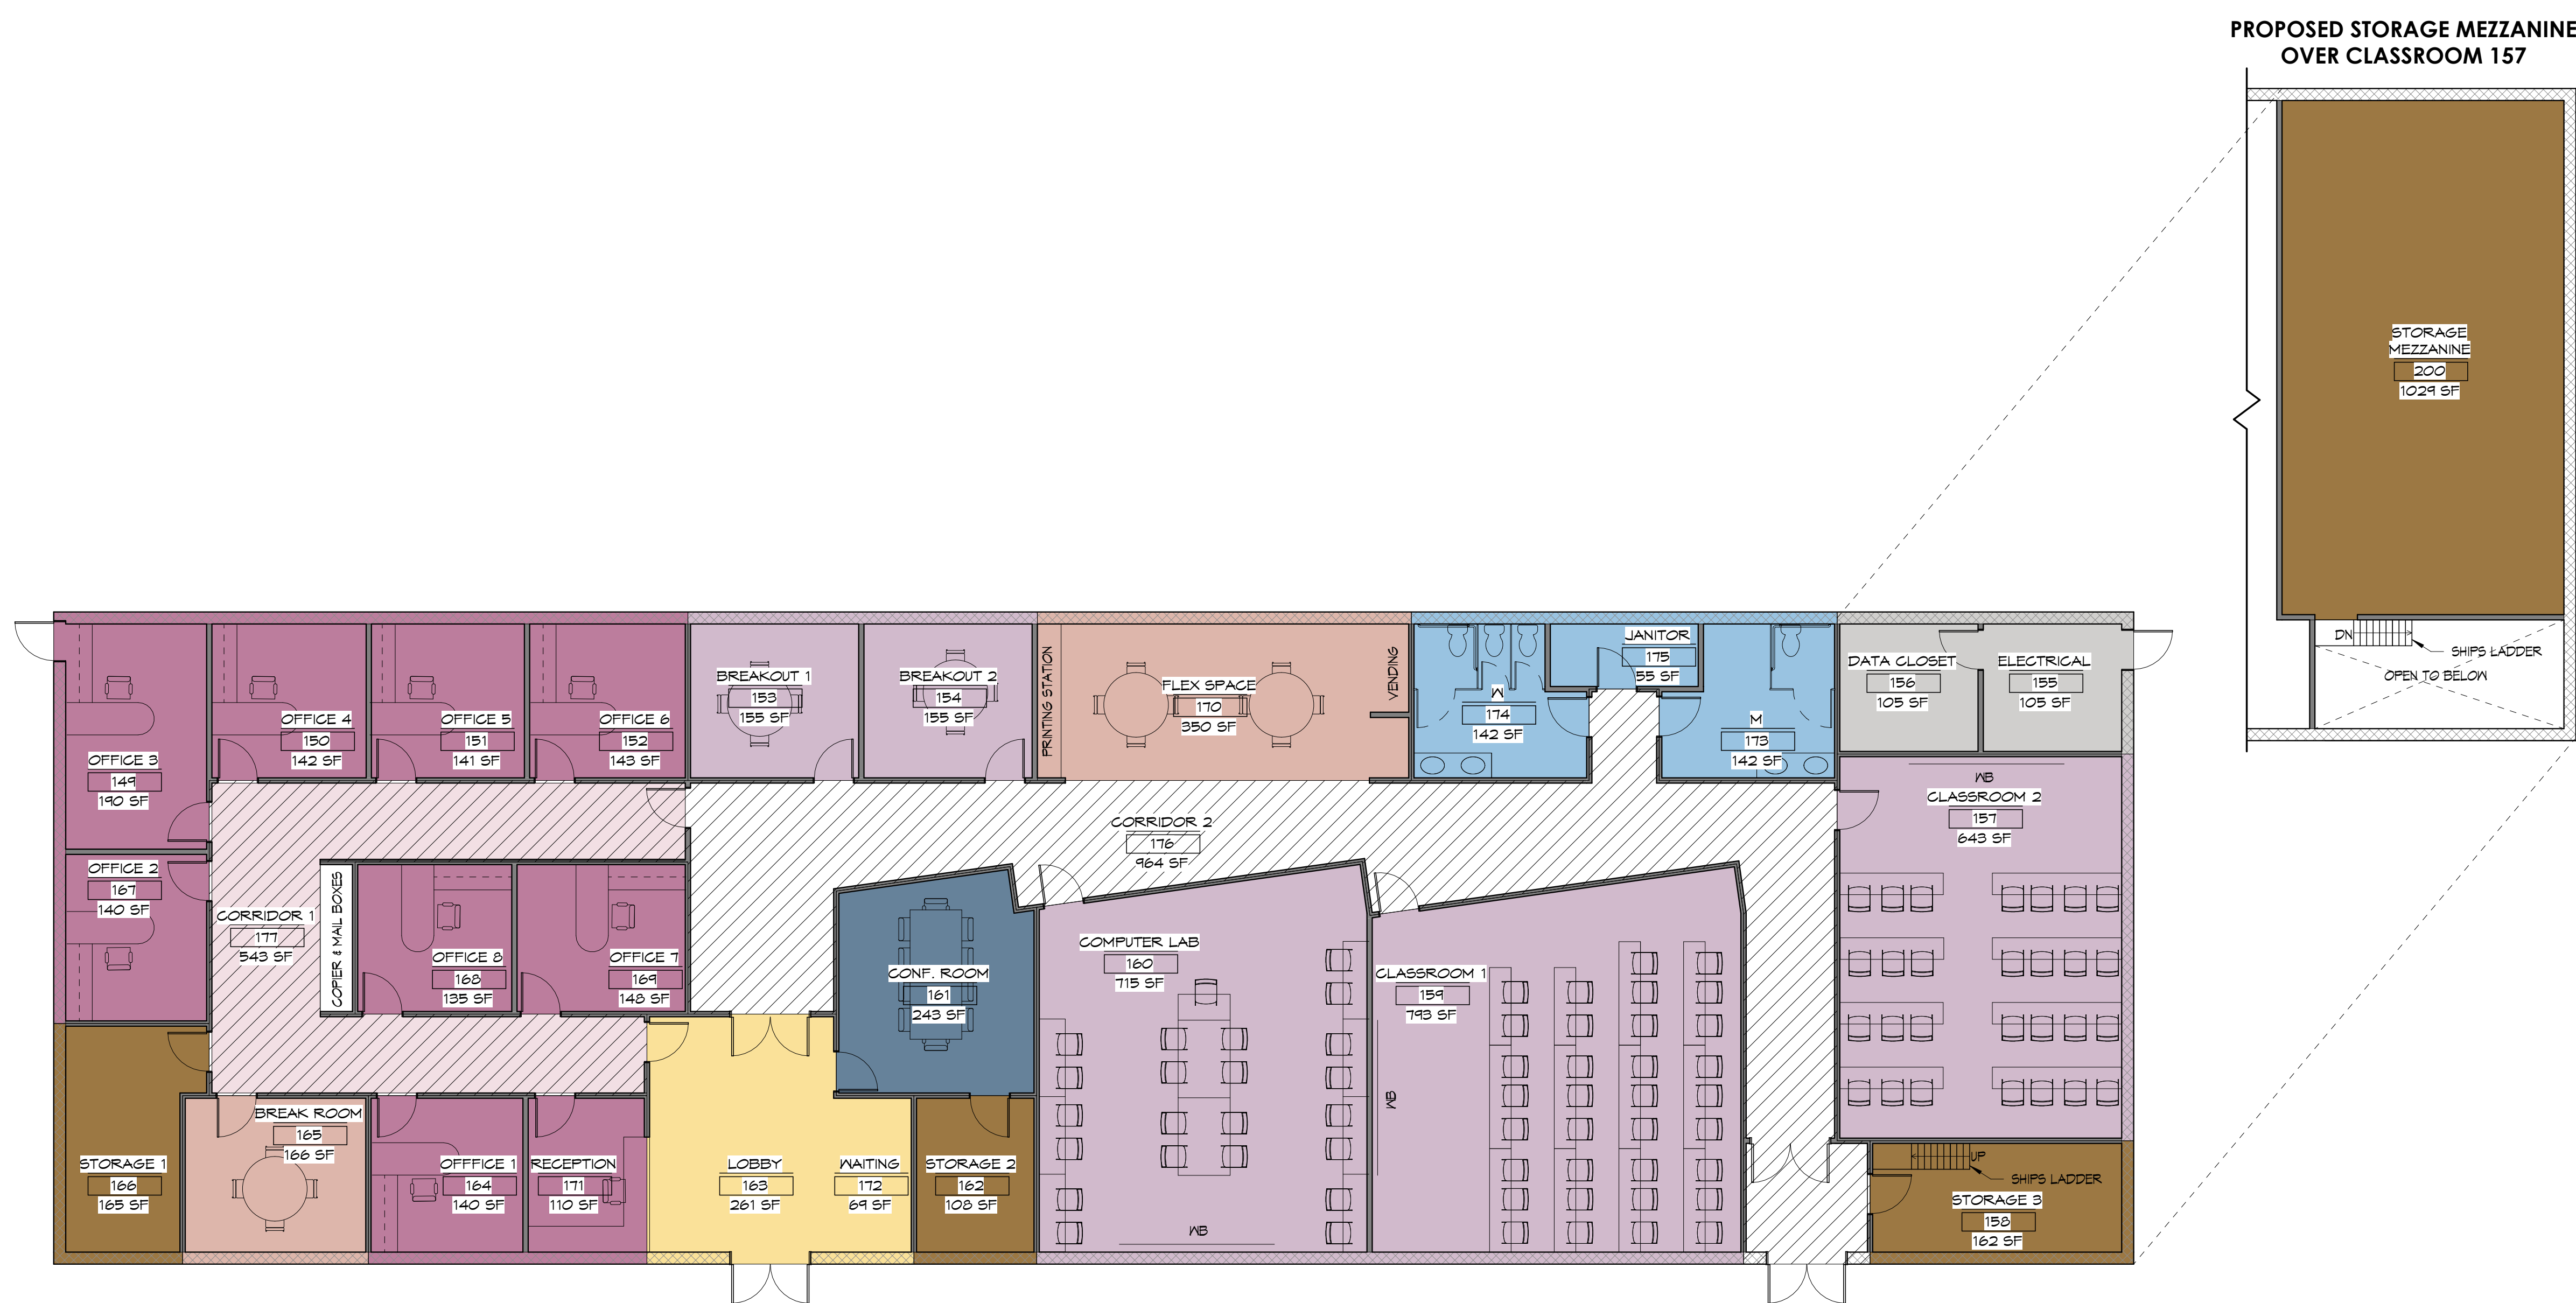 PROPOSED STORAGE MEZZANINE
OVER CLASSROOM 157
STORAGE
MEZZANINE
200
1029 SF
DN
SHIPS LADDER
OPEN TO BELOW
OFFICE 3
149
190 SF
OFFICE 4
150
142 SF
OFFICE 5
151
141 SF
OFFICE 6
152
143 SF
BREAKOUT 1
153
155 SF
BREAKOUT 2
154
155 SF
PRINTING STATION
FLEX SPACE
170
350 SF
VENDING
W
174
142 SF
JANITOR
175
55 SF
M
173
142 SF
DATA CLOSET
156
105 SF
ELECTRICAL
155
105 SF
OFFICE 2
167
140 SF
CORRIDOR 1
177
543 SF
COPIER & MAIL BOXES
OFFICE 8
168
135 SF
OFFICE 7
169
148 SF
CORRIDOR 2
176
964 SF
CONF. ROOM
161
243 SF
COMPUTER LAB
160
715 SF
WB
CLASSROOM 1
159
793 SF
WB
WB
CLASSROOM 2
157
643 SF
STORAGE 1
166
165 SF
BREAK ROOM
165
166 SF
OFFFICE 1
164
140 SF
RECEPTION
171
110 SF
LOBBY
163
261 SF
WAITING
172
69 SF
STORAGE 2
162
108 SF
UP
SHIPS LADDER
STORAGE 3
158
162 SF